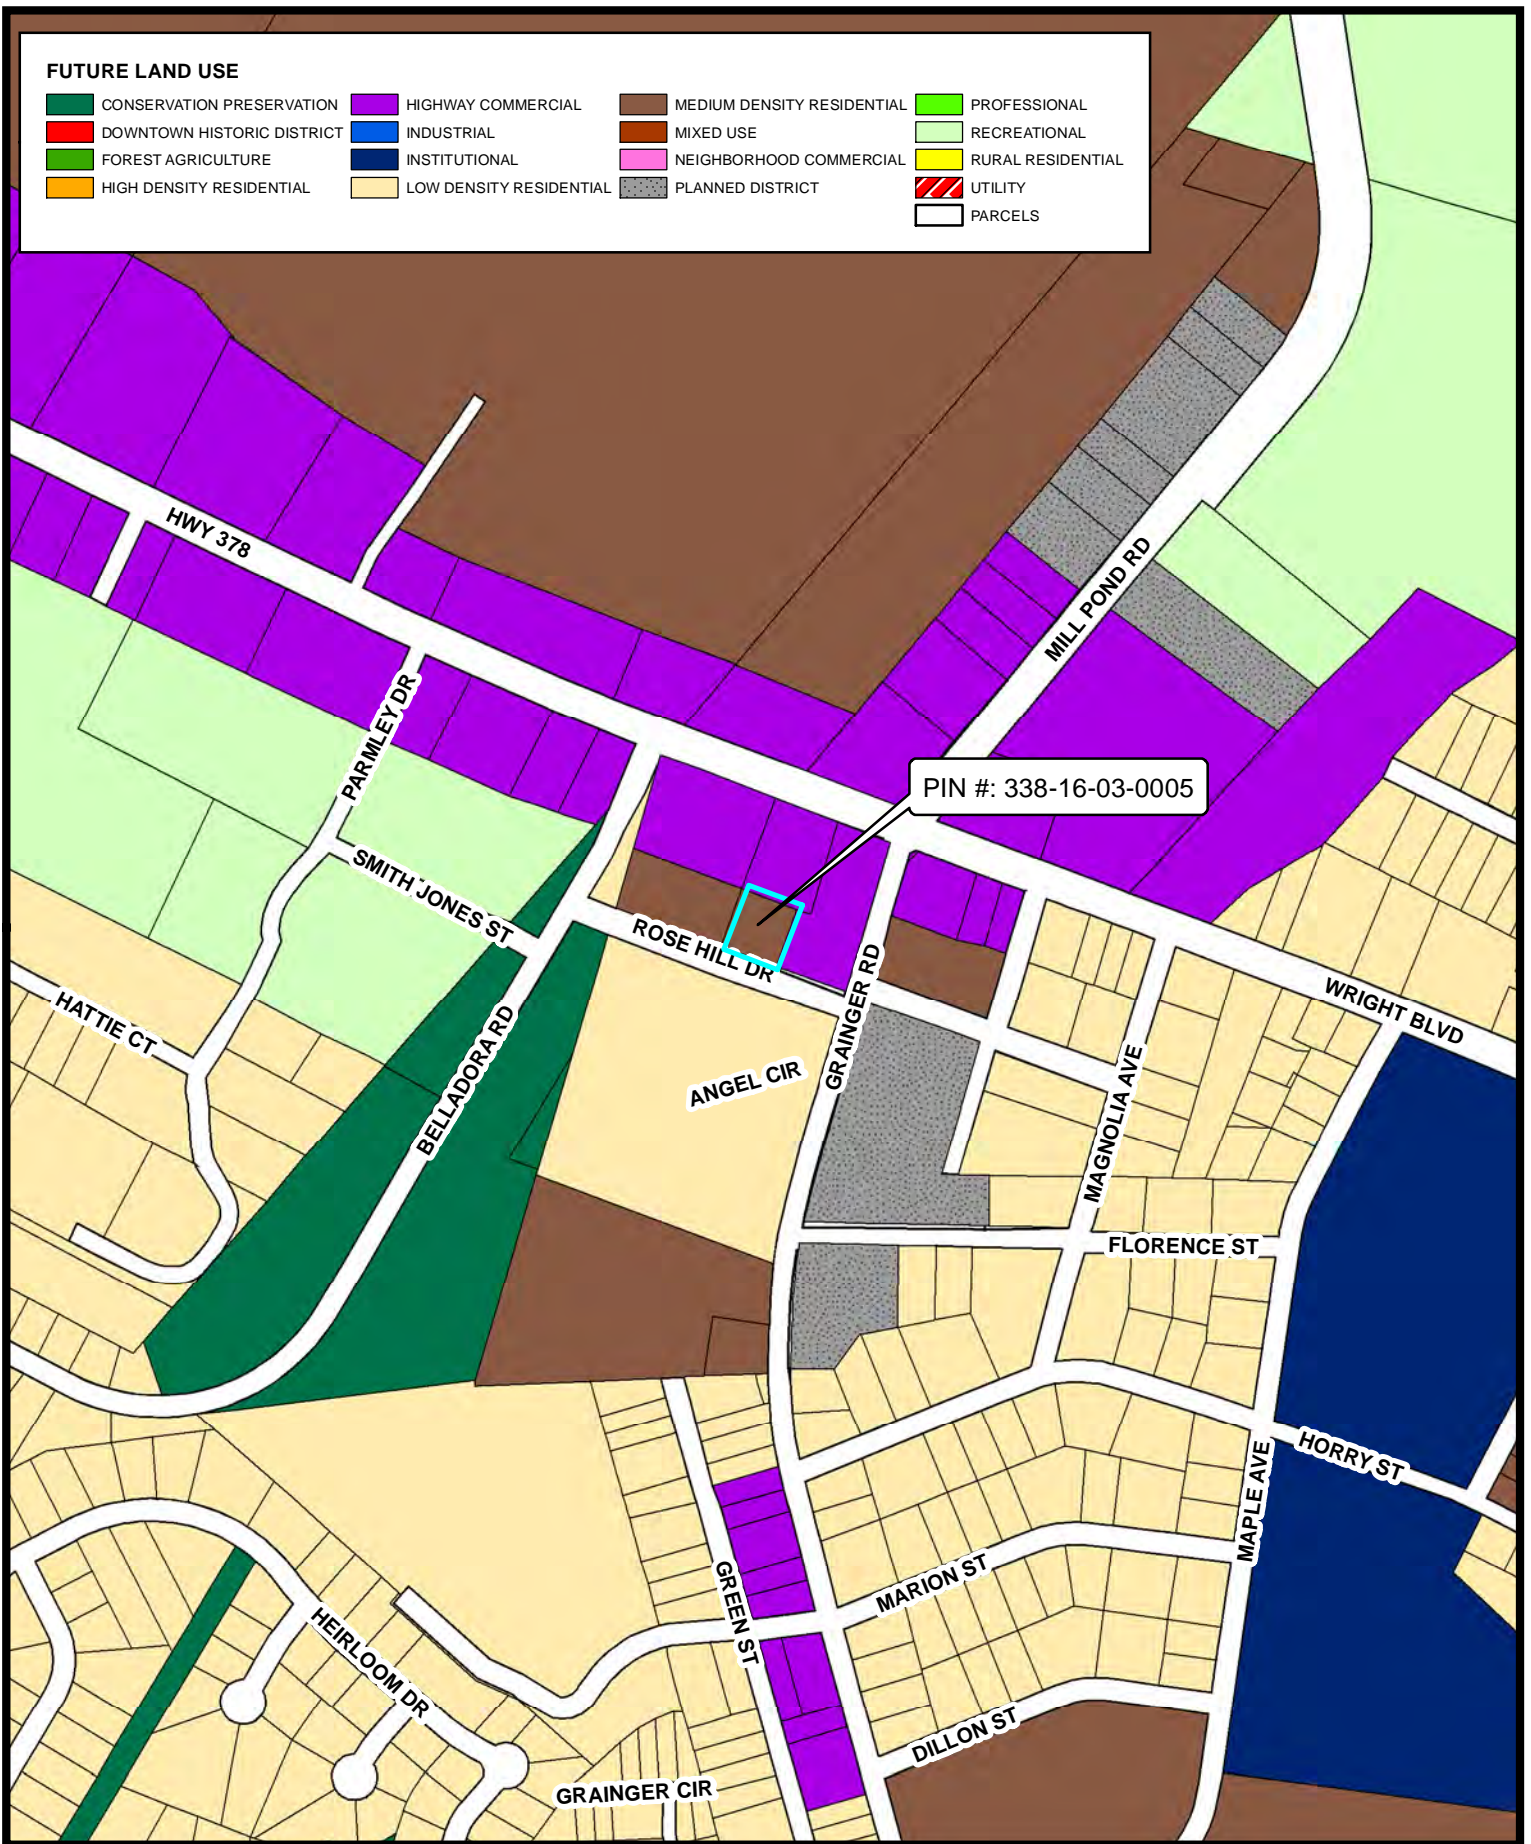 FUTURE LAND USE
CONSERVATION PRESERVATION
DOWNTOWN HISTORIC DISTRICT
FOREST AGRICULTURE
HIGH DENSITY RESIDENTIAL
HIGHWAY COMMERCIAL
INDUSTRIAL
INSTITUTIONAL
LOW DENSITY RESIDENTIAL
MEDIUM DENSITY RESIDENTIAL
MIXED USE
NEIGHBORHOOD COMMERCIAL
PLANNED DISTRICT
PROFESSIONAL
RECREATIONAL
RURAL RESIDENTIAL
UTILITY
PARCELS
HWY 378
MILL POND RD
PARMLEY DR
PIN #: 338-16-03-0005
SMITH JONES ST
ROSE HILL DR
GRAINGER RD
WRIGHT BLVD
HATTIE CT
BELLADORA RD
ANGEL CIR
MAGNOLIA AVE
FLORENCE ST
HORRY ST
MAPLE AVE
GREEN ST
MARION ST
HEIRLOOM DR
DILLON ST
GRAINGER CIR